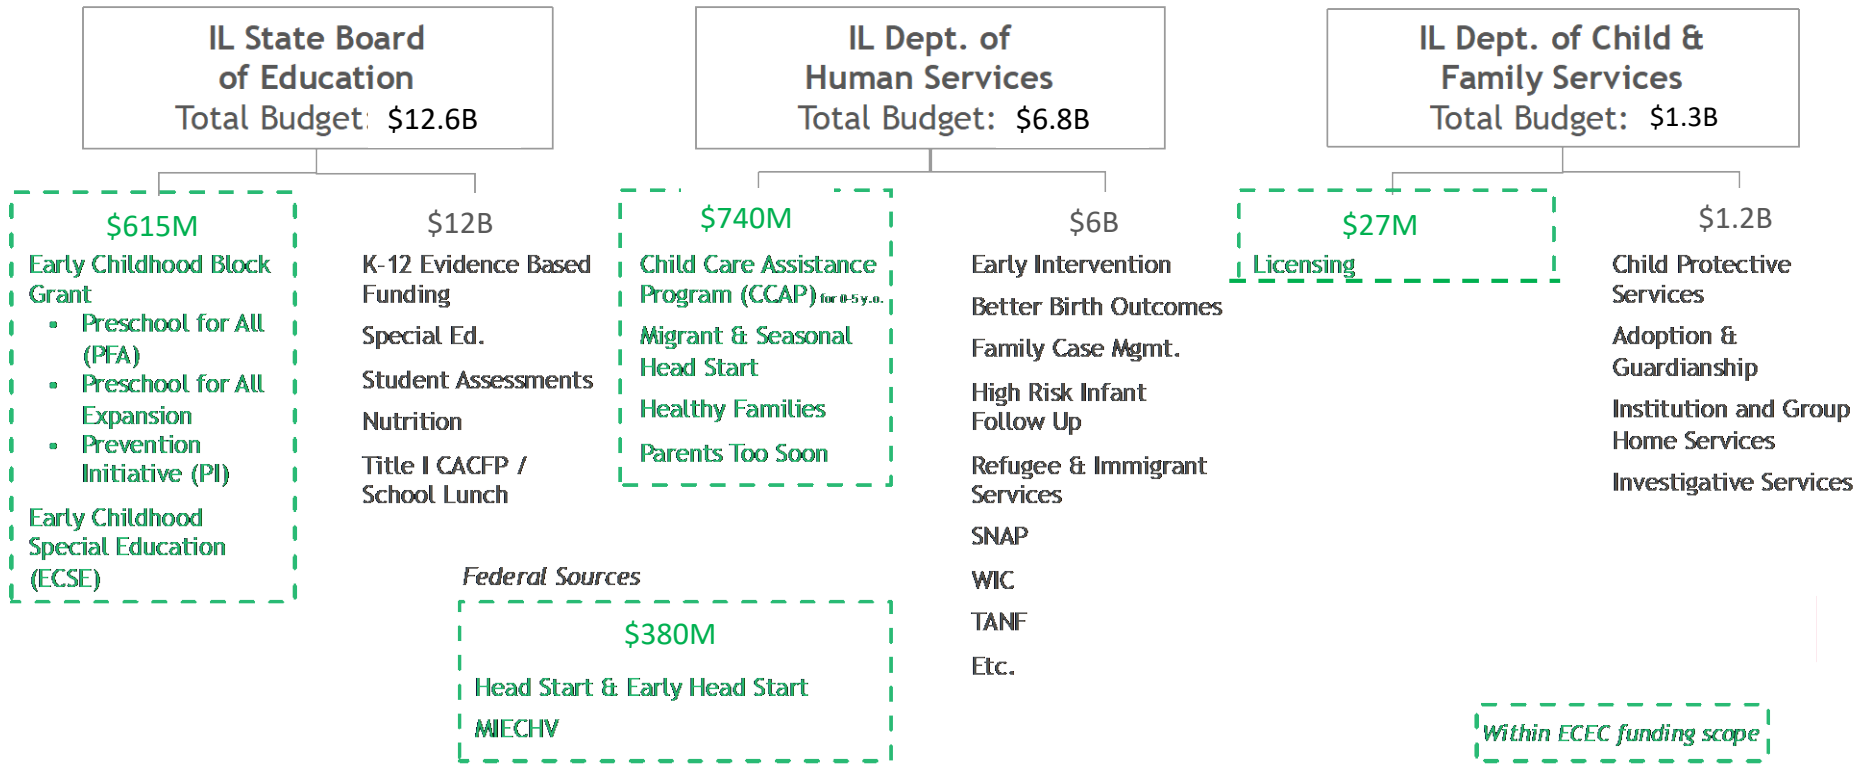 IL State Board
of Education
Total Budget: $12.6B
$615M
Early Childhood Block
Grant
▪ Preschool for All
(PFA)
▪ Preschool for All
Expansion
▪ Prevention
Initiative (PI)
Early Childhood
Special Education
(ECSE)
$12B
K-12 Evidence Based
Funding
Special Ed.
Student Assessments
Nutrition
Title I CACFP /
School Lunch
IL Dept. of
Human Services
Total Budget: $6.8B
$740M
Child Care Assistance
Program (CCAP) for 0-5 y.o.
Migrant & Seasonal
Head Start
Healthy Families
Parents Too Soon
$6B
Early Intervention
Better Birth Outcomes
Family Case Mgmt.
High Risk Infant
Follow Up
Refugee & Immigrant
Services
SNAP
WIC
TANF
Etc.
IL Dept. of Child &
Family Services
Total Budget: $1.3B
$27M
Licensing
$1.2B
Child Protective
Services
Adoption &
Guardianship
Institution and Group
Home Services
Investigative Services
Federal Sources
$380M
Head Start & Early Head Start
MIECHV
Within ECEC funding scope